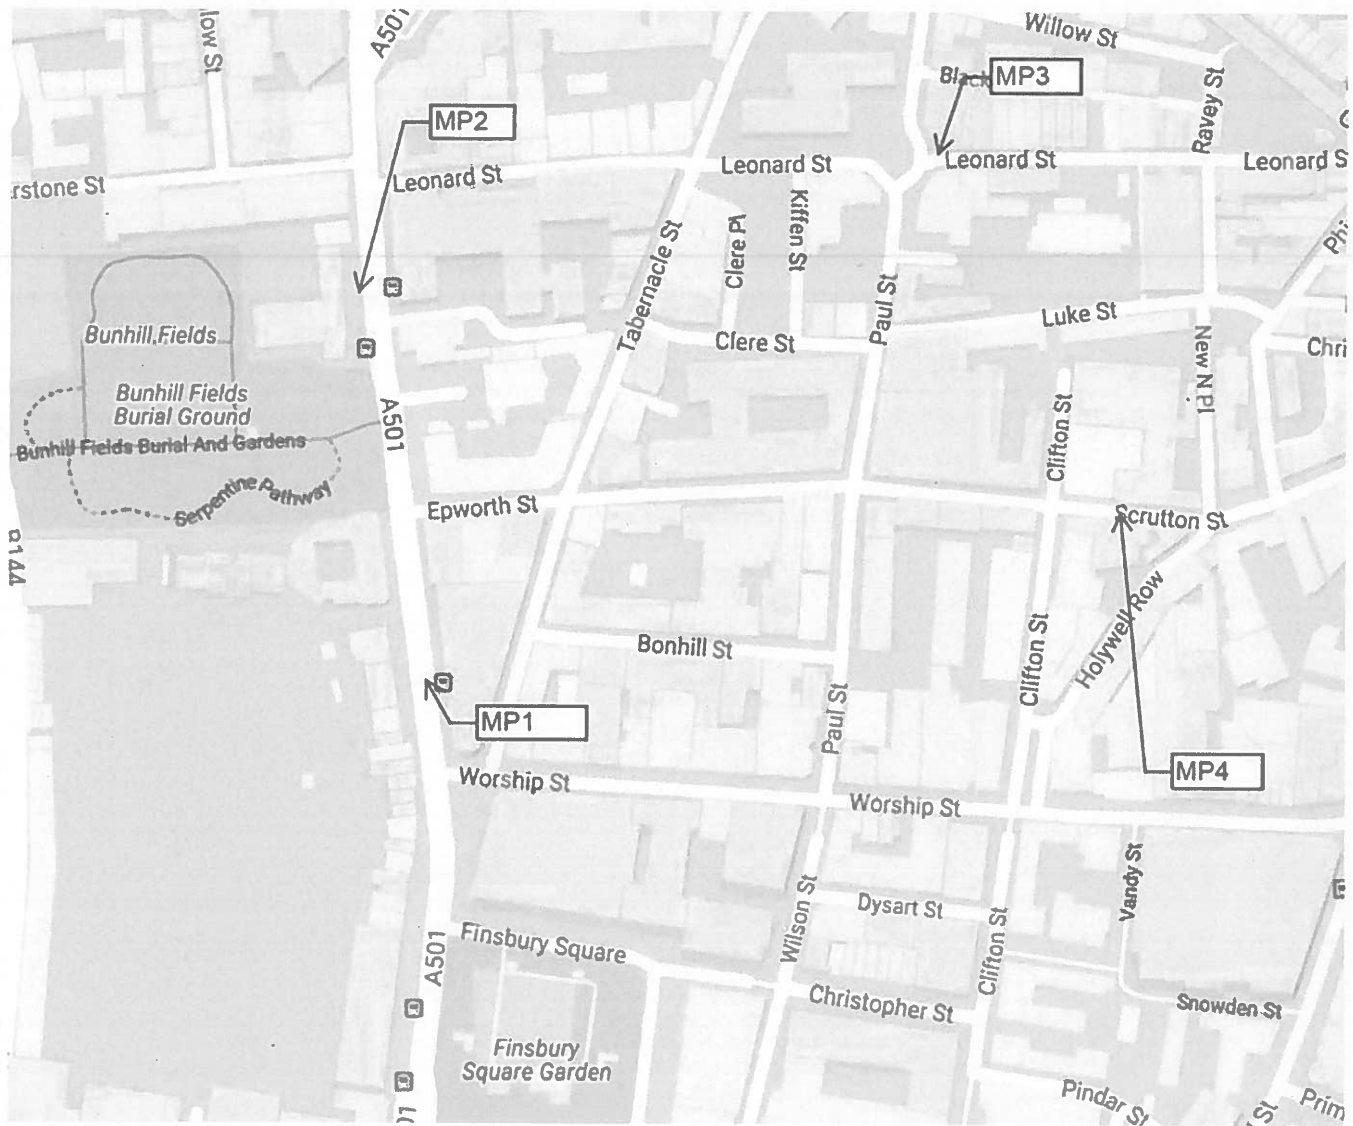 Willow St
A501
MP3
Ravey St
MP2
Leonard St
Leonard St
Leonard St
Leonard S
Kiffen St
Clere Pl
Tabernacle St
Paul St
Luke St
Clere St
New N Pl
Chri
Bunhill Fields
Bunhill Fields
Burial Ground
Bunhill Fields Burial And Gardens
Serpentine Pathway
A501
Clifton St
Epworth St
Scrutton St
Holywell Row
Bonhill St
Clifton St
Paul St
MP1
MP4
Worship St
Worship St
Vandy St
Dysart St
Wilson St
Clifton St
A501
Finsbury Square
Christopher St
Snowden St
Finsbury
Square Garden
Pindar St
Prim